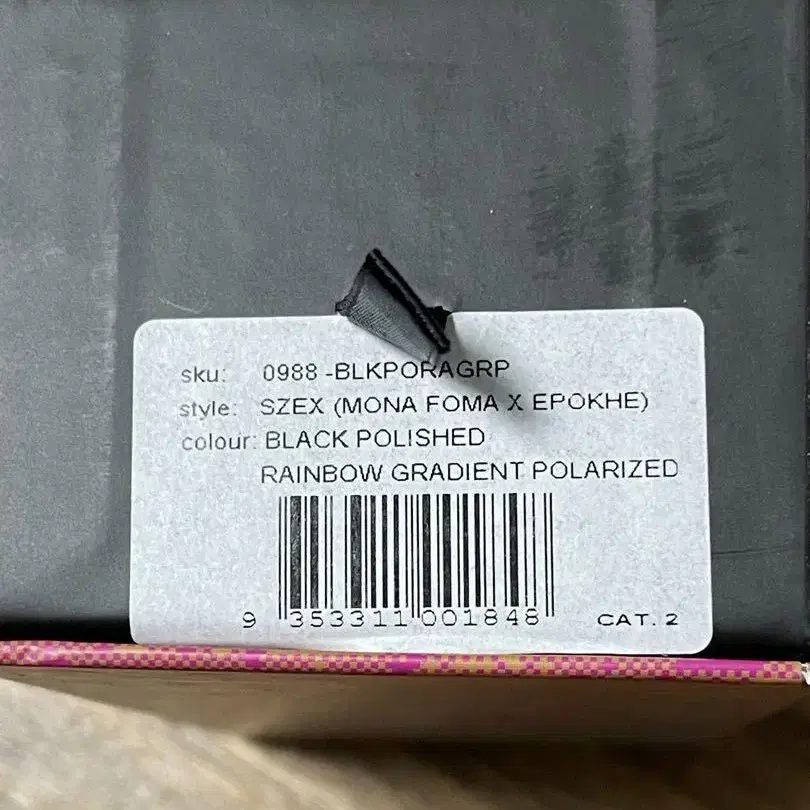 sku: 0988 -BLKPORAGRP
style: SZEX (MONA FOMA X EPOKHE)
colour: BLACK POLISHED
RAINBOW GRADIENT POLARIZED
9 353311 001848 CAT. 2